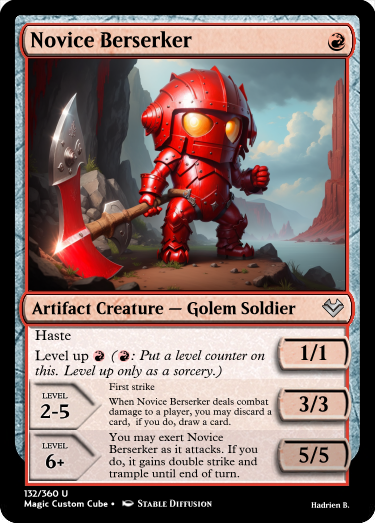 Novice Berserker
Artifact Creature — Golem Soldier
Haste
Level up (: Put a level counter on
this. Level up only as a sorcery.)
1/1
LEVEL
2-5
First strike
When Novice Berserker deals combat
damage to a player, you may discard a
card, if you do, draw a card.
3/3
LEVEL
6+
You may exert Novice
Berserker as it attacks. If you
do, it gains double strike and
trample until end of turn.
5/5
132/360 U
Magic Custom Cube • Stable Diffusion
Hadrien B.